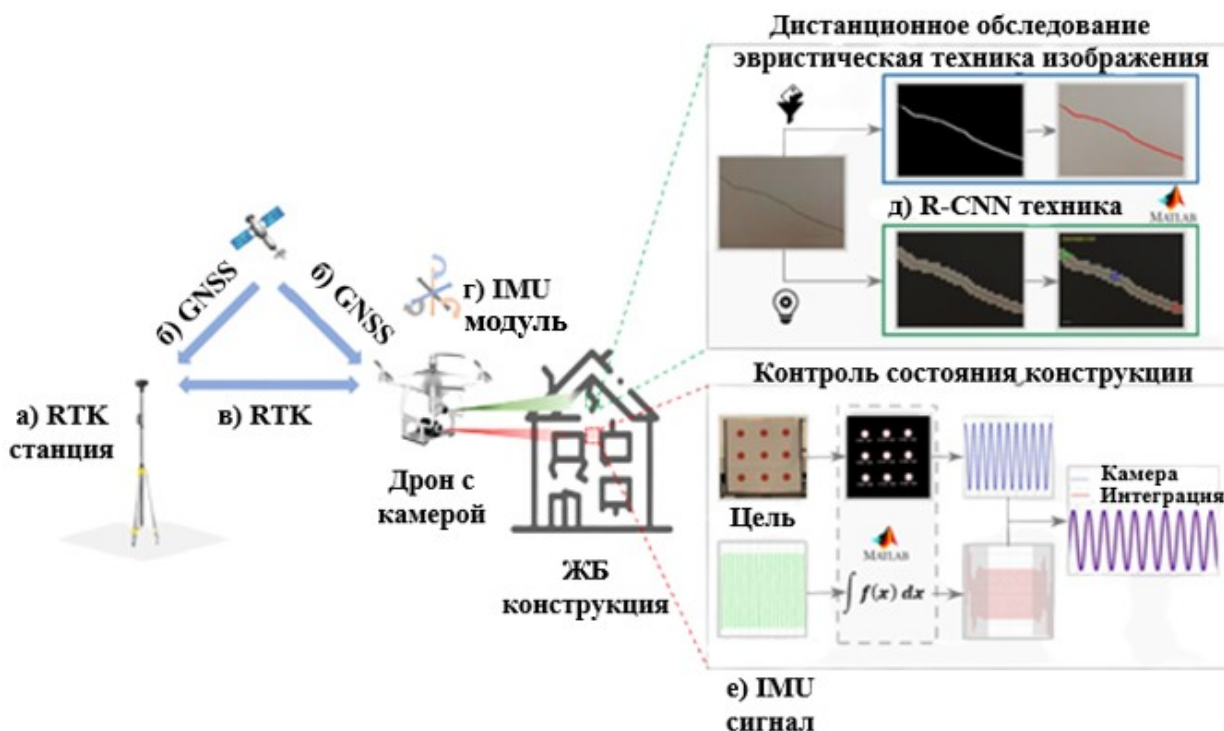 Дистанционное обследование
эвристическая техника изображения
д) R-CNN техника
MATLAB
б) GNSS
б) GNSS
г) IMU
модуль
а) RTK
станция
в) RTK
Дрон с
камерой
ЖБ
конструкция
Контроль состояния конструкции
Цель
MATLAB
∫ f(x) dx
Камера
Интеграция
е) IMU
сигнал